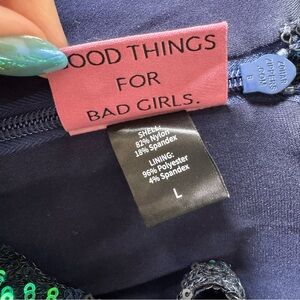 OOD THINGS
FOR
BAD GIRLS.
SHELL:
82% Nylon
18% Spandex
LINING:
96% Polyester
4% Spandex
L